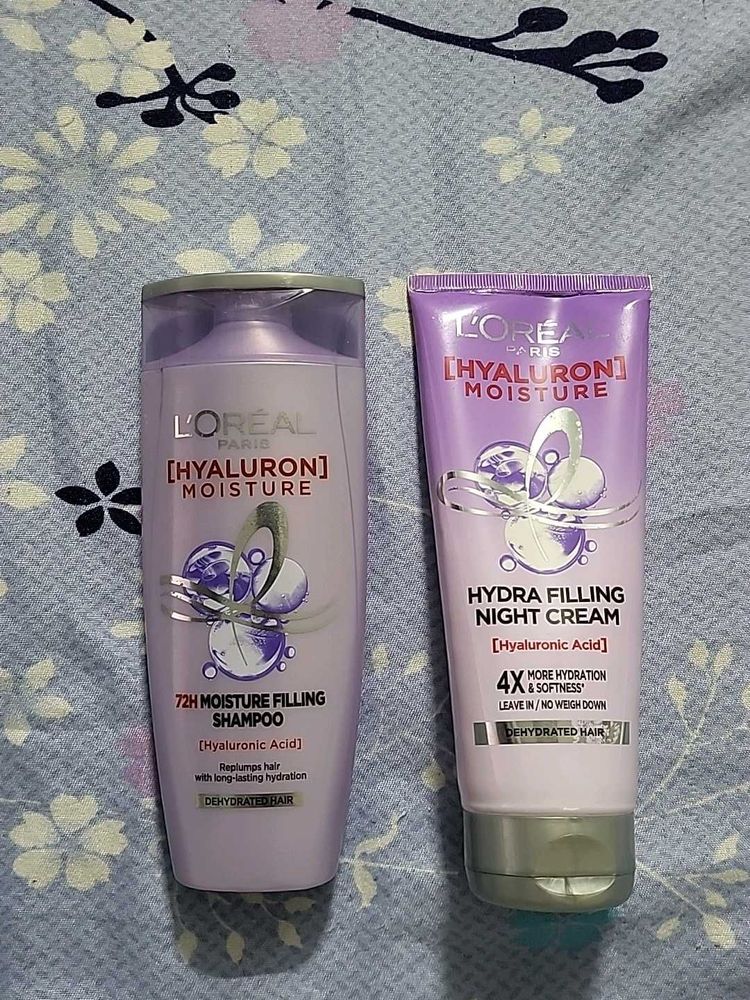 L'ORÉAL
PARIS
[HYALURON]
MOISTURE
72H MOISTURE FILLING
SHAMPOO
[Hyaluronic Acid]
Replumps hair
with long-lasting hydration
DEHYDRATED HAIR
L'ORÉAL
PARIS
[HYALURON]
MOISTURE
HYDRA FILLING
NIGHT CREAM
[Hyaluronic Acid]
4X MORE HYDRATION
& SOFTNESS*
LEAVE IN / NO WEIGH DOWN
DEHYDRATED HAIR